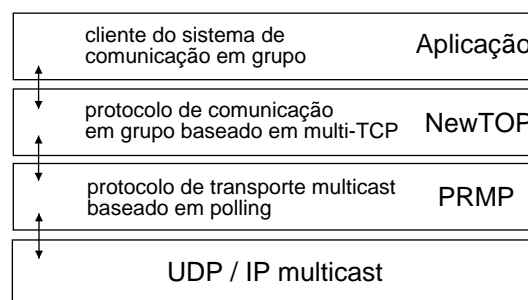 cliente do sistema de
comunicação em grupo
Aplicação
protocolo de comunicação
em grupo baseado em multi-TCP
NewTOP
protocolo de transporte multicast
baseado em polling
PRMP
UDP / IP multicast